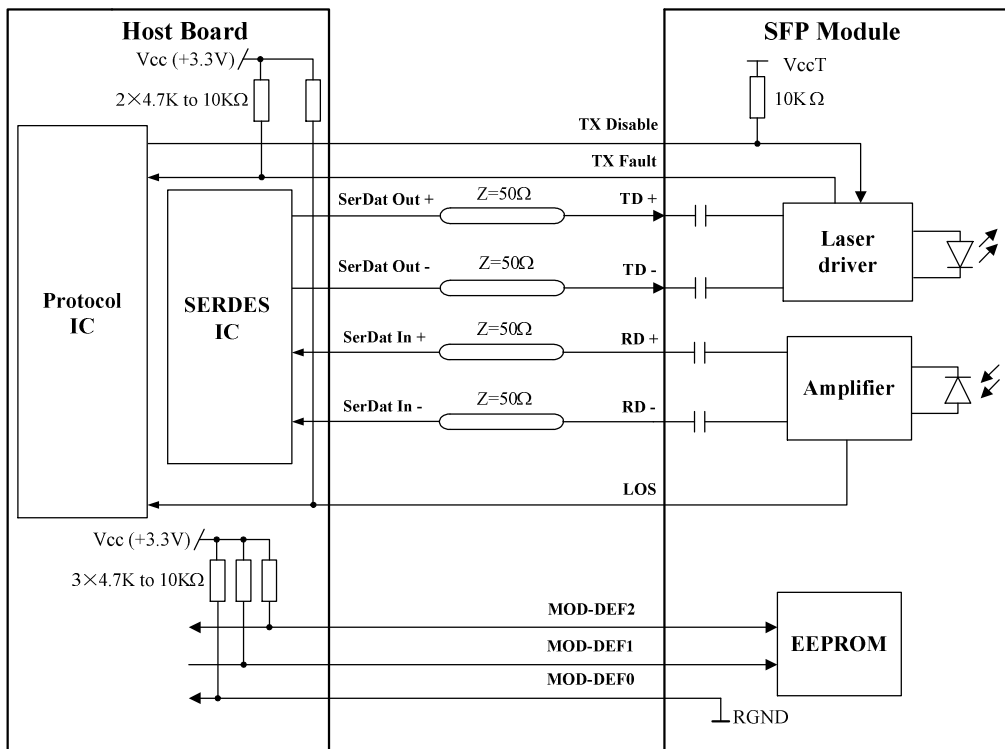 Host Board
SFP Module
Vcc (+3.3V)
VccT
2×4.7K to 10KΩ
10KΩ
TX Disable
TX Fault
SerDat Out +
Z=50Ω
TD +
Laser driver
SerDat Out -
Z=50Ω
TD -
Protocol IC
SERDES IC
SerDat In +
Z=50Ω
RD +
Amplifier
SerDat In -
Z=50Ω
RD -
LOS
Vcc (+3.3V)
3×4.7K to 10KΩ
MOD-DEF2
MOD-DEF1
EEPROM
MOD-DEF0
RGND